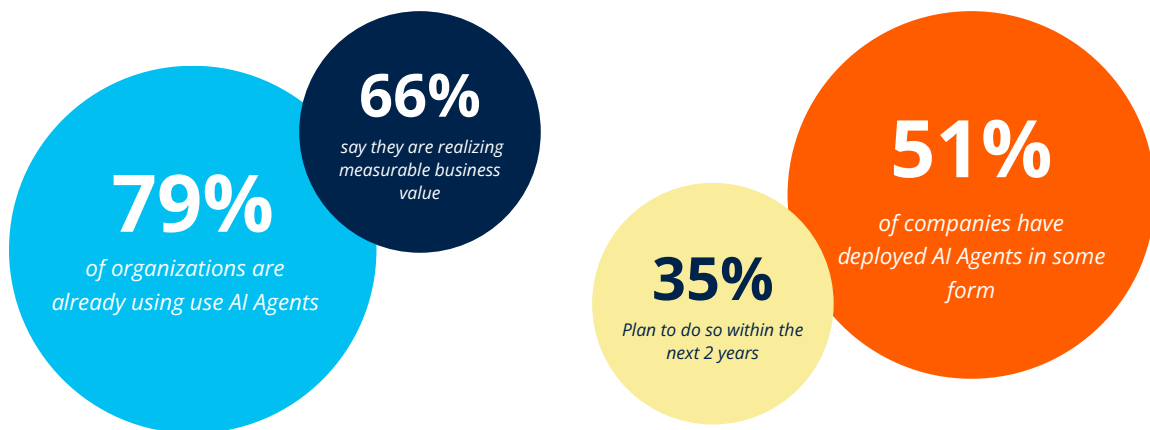 79%
of organizations are
already using use AI Agents
66%
say they are realizing
measurable business
value
35%
Plan to do so within the
next 2 years
51%
of companies have
deployed AI Agents in some
form